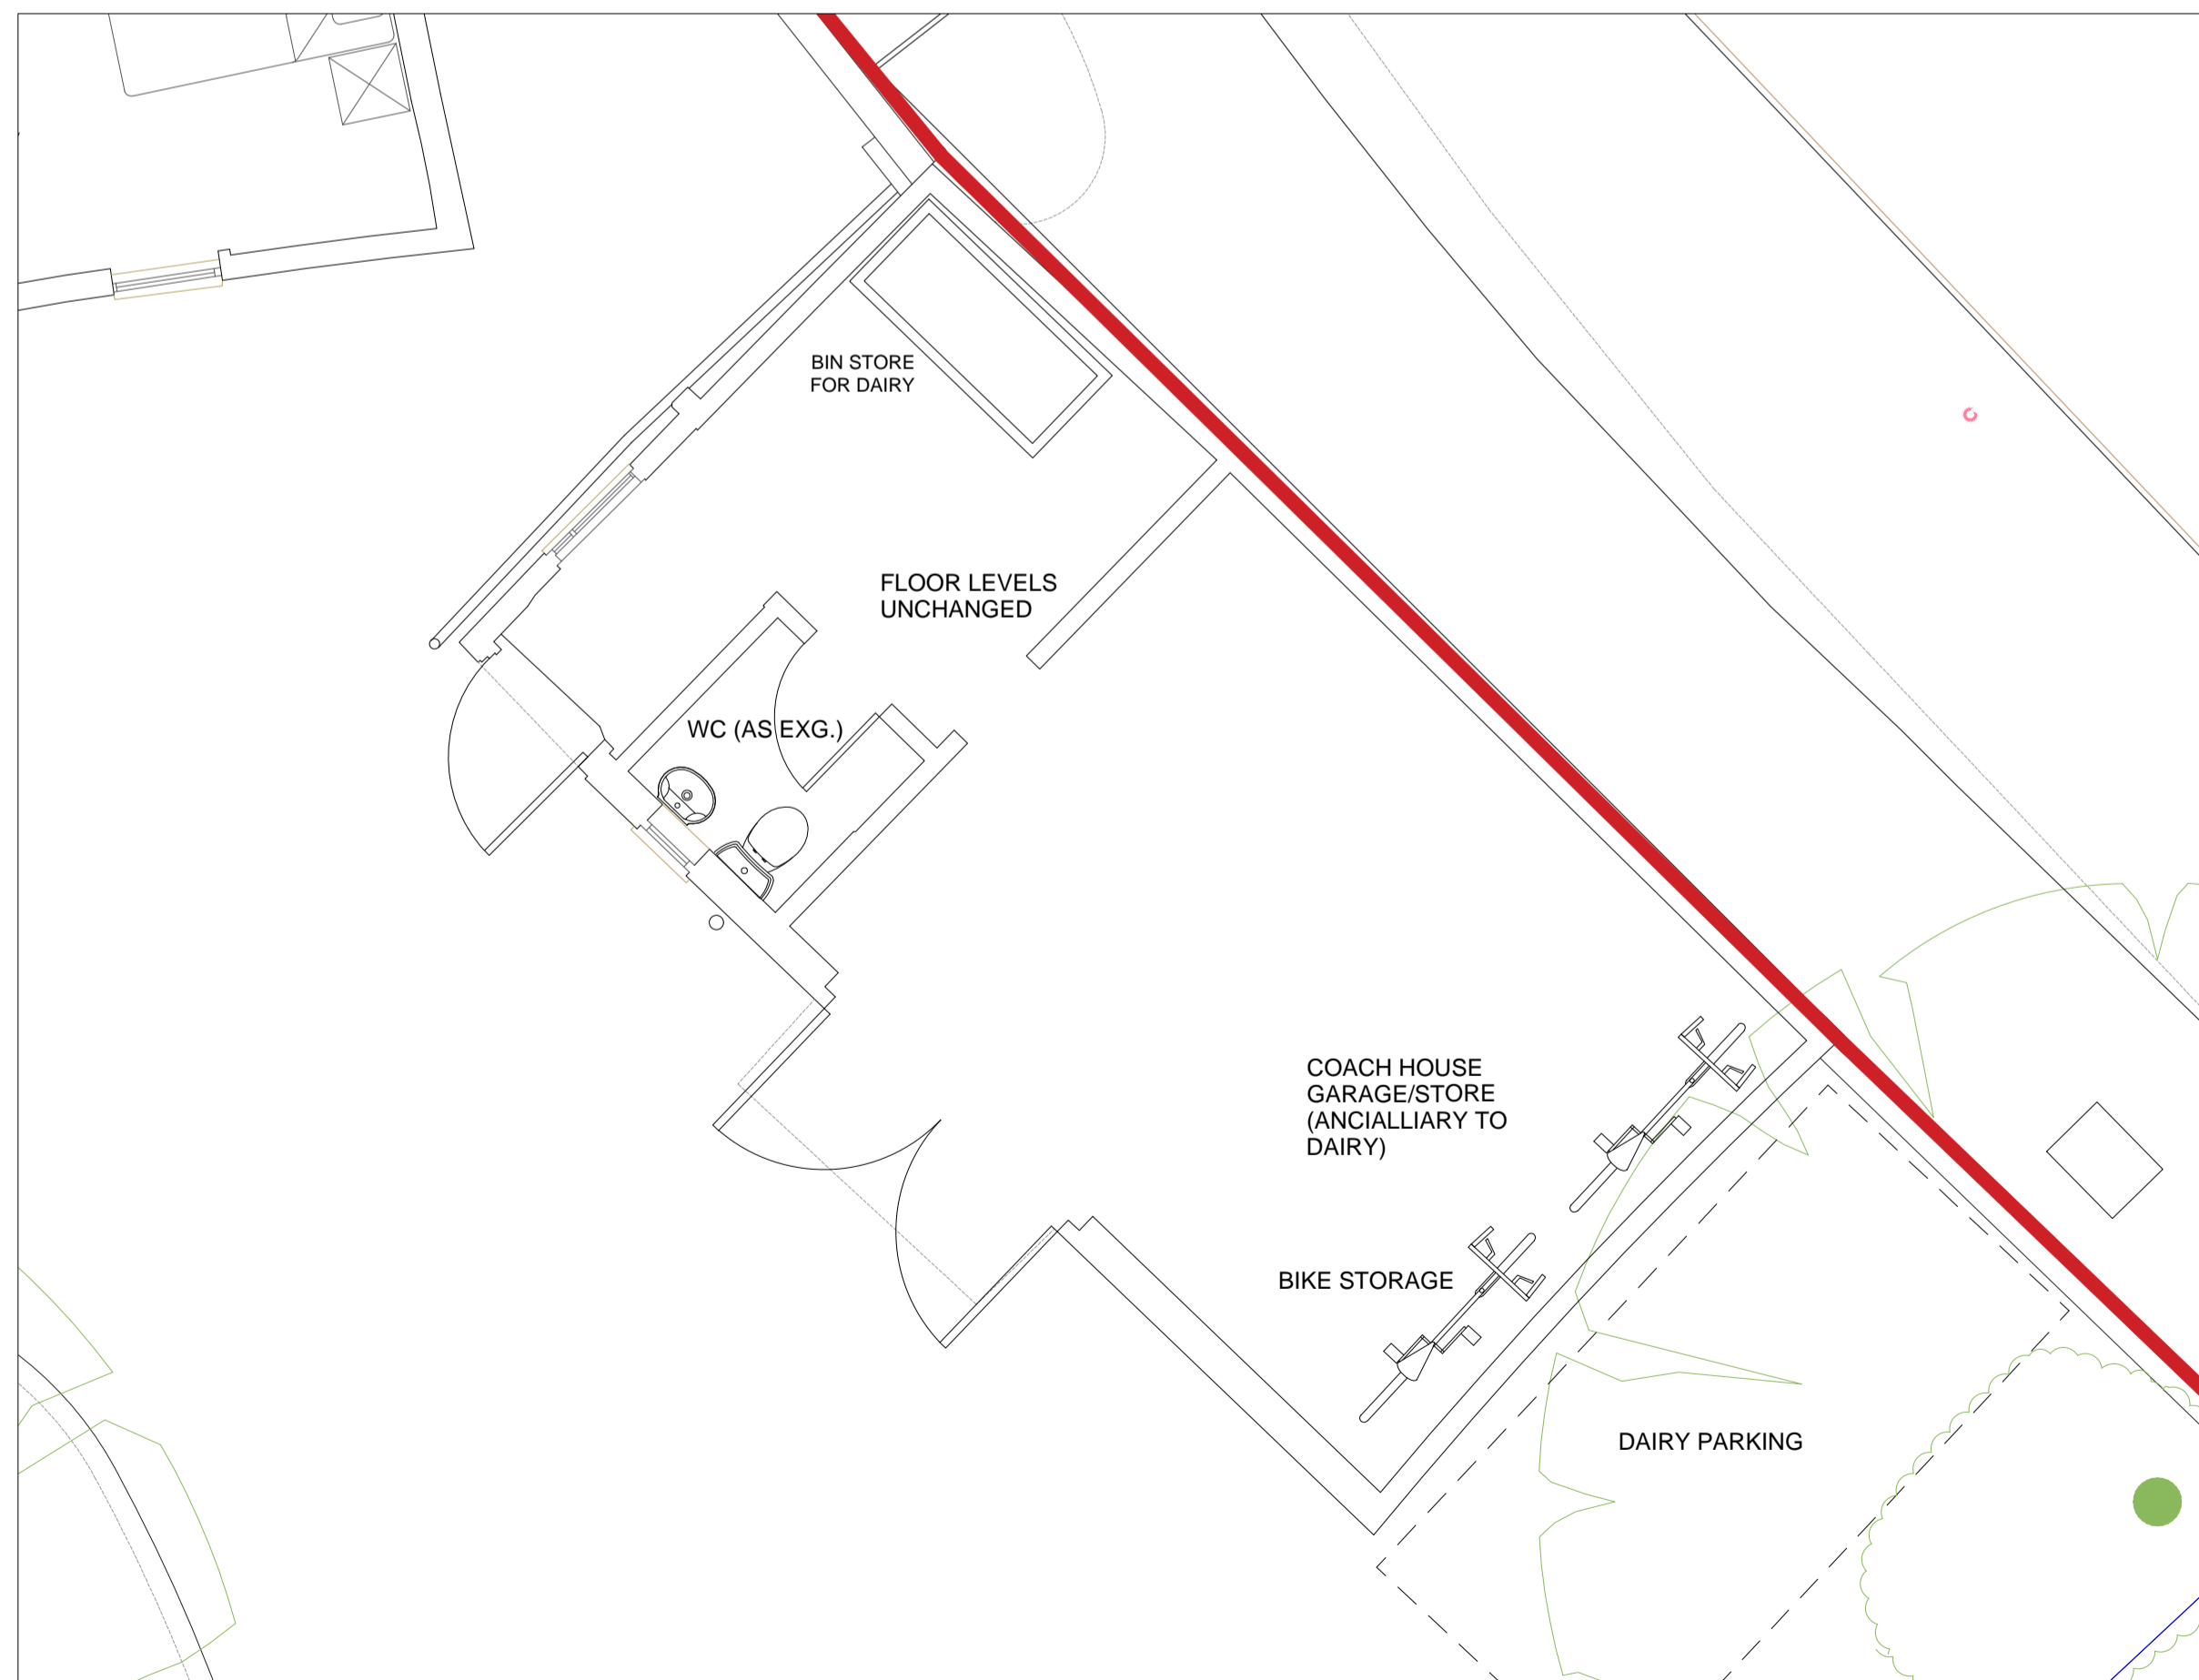 BIN STORE
FOR DAIRY
FLOOR LEVELS
UNCHANGED
WC (AS EXG.)
COACH HOUSE
GARAGE/STORE
(ANCIALLIARY TO
DAIRY)
BIKE STORAGE
DAIRY PARKING